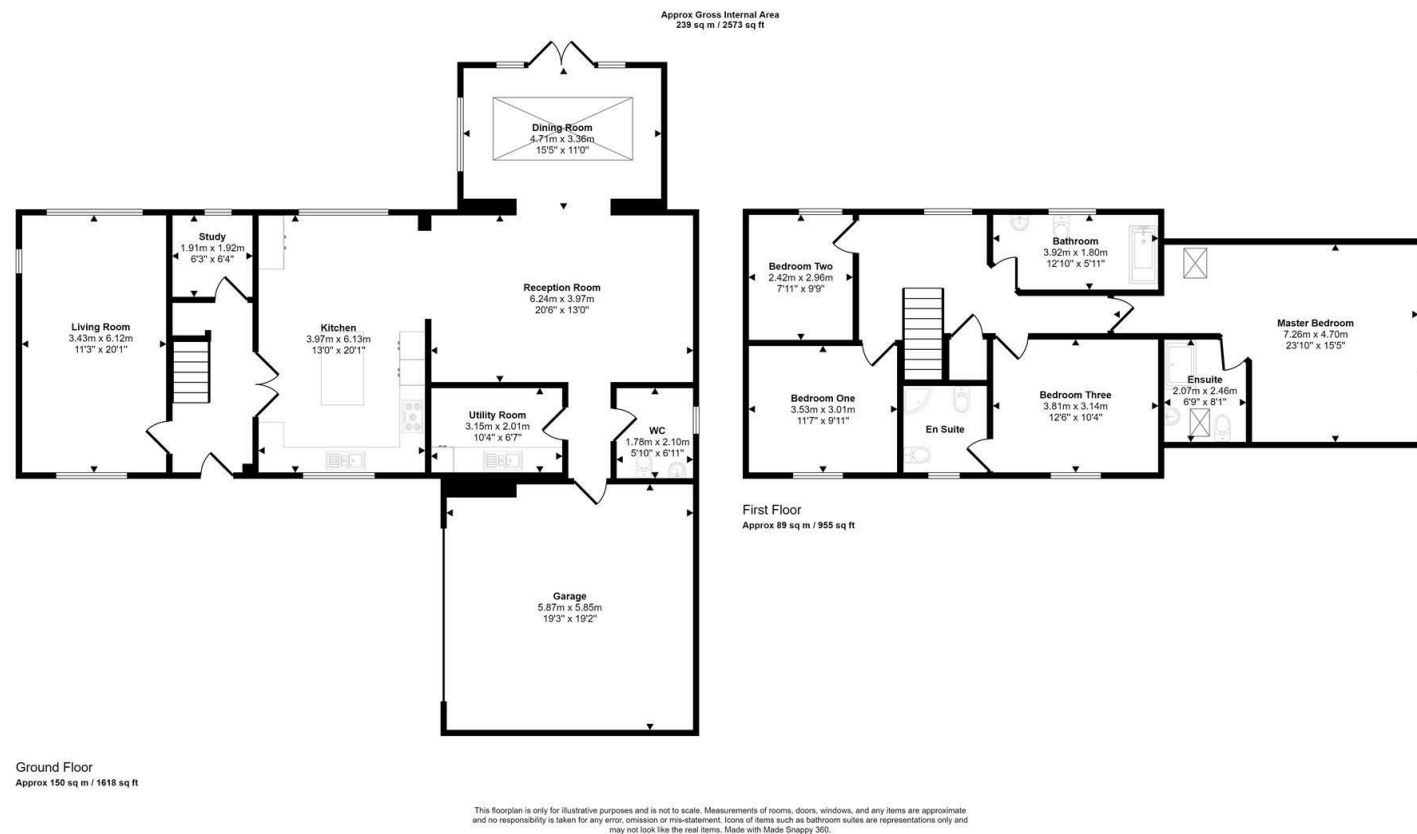 Approx Gross Internal Area
239 sq m / 2573 sq ft
Dining Room
4.71m x 3.36m
15'5" x 11'0"
Study
1.91m x 1.92m
6'3" x 6'4"
Living Room
3.43m x 6.12m
11'3" x 20'1"
Kitchen
3.97m x 6.13m
13'0" x 20'1"
Reception Room
6.24m x 3.97m
20'6" x 13'0"
Utility Room
3.15m x 2.01m
10'4" x 6'7"
WC
1.78m x 2.10m
5'10" x 6'11"
Garage
5.87m x 5.85m
19'3" x 19'2"
Ground Floor
Approx 150 sq m / 1618 sq ft
Bedroom Two
2.42m x 2.96m
7'11" x 9'9"
Bathroom
3.92m x 1.80m
12'10" x 5'11"
Master Bedroom
7.26m x 4.70m
23'10" x 15'5"
Bedroom One
3.53m x 3.01m
11'7" x 9'11"
En Suite
Bedroom Three
3.81m x 3.14m
12'6" x 10'4"
Ensuite
2.07m x 2.46m
6'9" x 8'1"
First Floor
Approx 89 sq m / 955 sq ft
This floorplan is only for illustrative purposes and is not to scale. Measurements of rooms, doors, windows, and any items are approximate
and no responsibility is taken for any error, omission or mis-statement. Icons of items such as bathroom suites are representations only and
may not look like the real items. Made with Made Snappy 360.